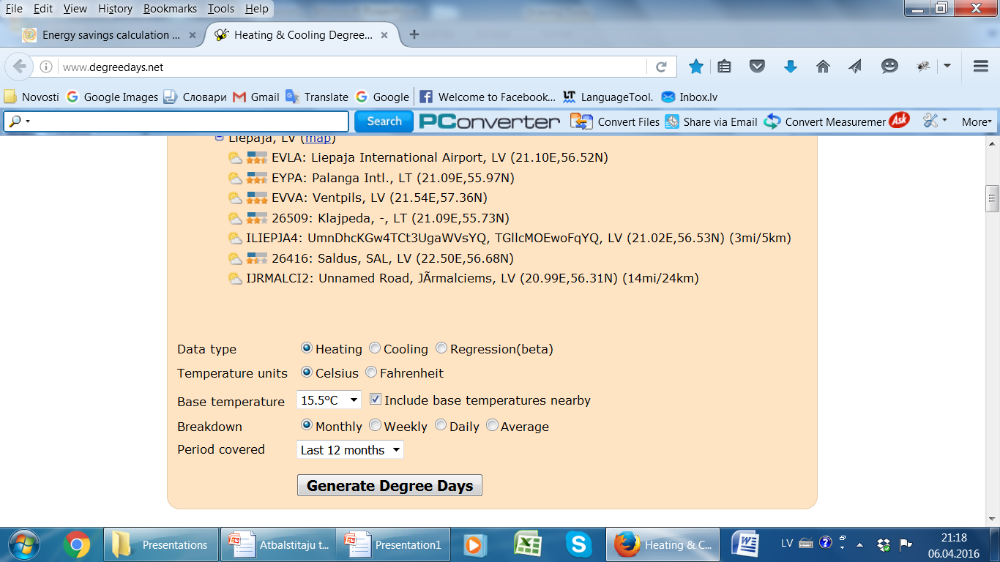 File Edit View History Bookmarks Tools Help
Energy savings calculation ... × Heating & Cooling Degree... × +
www.degreedays.net
Novosti Google Images Словари Gmail Translate Google Welcome to Facebook... LT LanguageTool. Inbox.lv
Search PConverter Convert Files Share via Email Convert Measuremer Ask More
Liepaja, LV (map)
EVLA: Liepaja International Airport, LV (21.10E,56.52N)
EYPA: Palanga Intl., LT (21.09E,55.97N)
EVVA: Ventpils, LV (21.54E,57.36N)
26509: Klajpeda, -, LT (21.09E,55.73N)
ILIEPJA4: UmnDhcKGw4TCt3UgaWVsYQ, TGllcMOEwoFqYQ, LV (21.02E,56.53N) (3mi/5km)
26416: Saldus, SAL, LV (22.50E,56.68N)
IJRMALCI2: Unnamed Road, JÃrmalciems, LV (20.99E,56.31N) (14mi/24km)
Data type Heating Cooling Regression(beta)
Temperature units Celsius Fahrenheit
Base temperature 15.5°C Include base temperatures nearby
Breakdown Monthly Weekly Daily Average
Period covered Last 12 months
Generate Degree Days
Presentations Atbalstitaju t... Presentation1 Heating & C... LV 21:18
06.04.2016